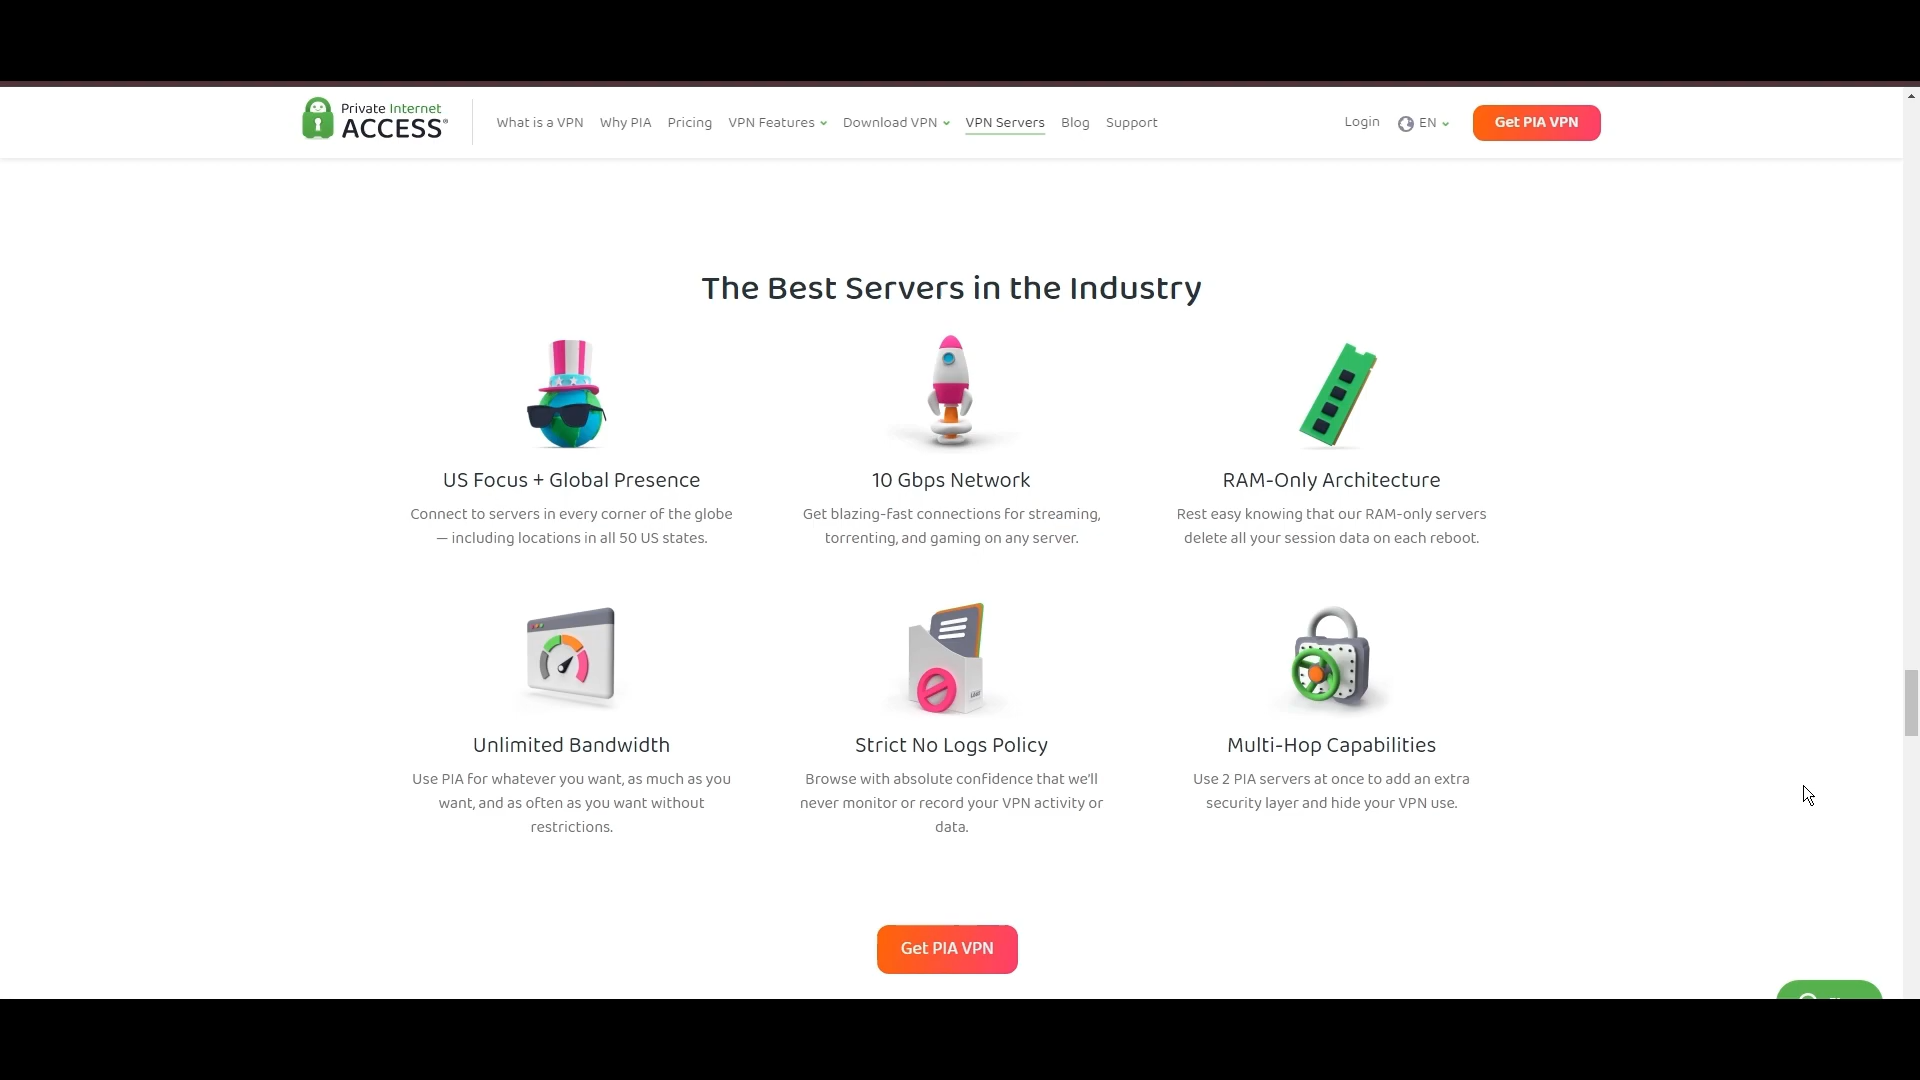 Private Internet
ACCESS®
What is a VPN Why PIA Pricing VPN Features Download VPN VPN Servers Blog Support
Login EN Get PIA VPN
The Best Servers in the Industry
US Focus + Global Presence
Connect to servers in every corner of the globe
— including locations in all 50 US states.
10 Gbps Network
Get blazing-fast connections for streaming,
torrenting, and gaming on any server.
RAM-Only Architecture
Rest easy knowing that our RAM-only servers
delete all your session data on each reboot.
Unlimited Bandwidth
Use PIA for whatever you want, as much as you
want, and as often as you want without
restrictions.
Strict No Logs Policy
Browse with absolute confidence that we'll
never monitor or record your VPN activity or
data.
Multi-Hop Capabilities
Use 2 PIA servers at once to add an extra
security layer and hide your VPN use.
Get PIA VPN